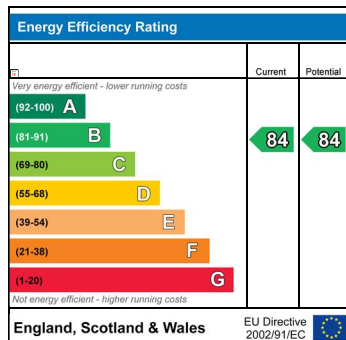 Energy Efficiency Rating
Current Potential
Very energy efficient - lower running costs
(92-100) A
(81-91) B 84 84
(69-80) C
(55-68) D
(39-54) E
(21-38) F
(1-20) G
Not energy efficient - higher running costs
England, Scotland & Wales
EU Directive
2002/91/EC